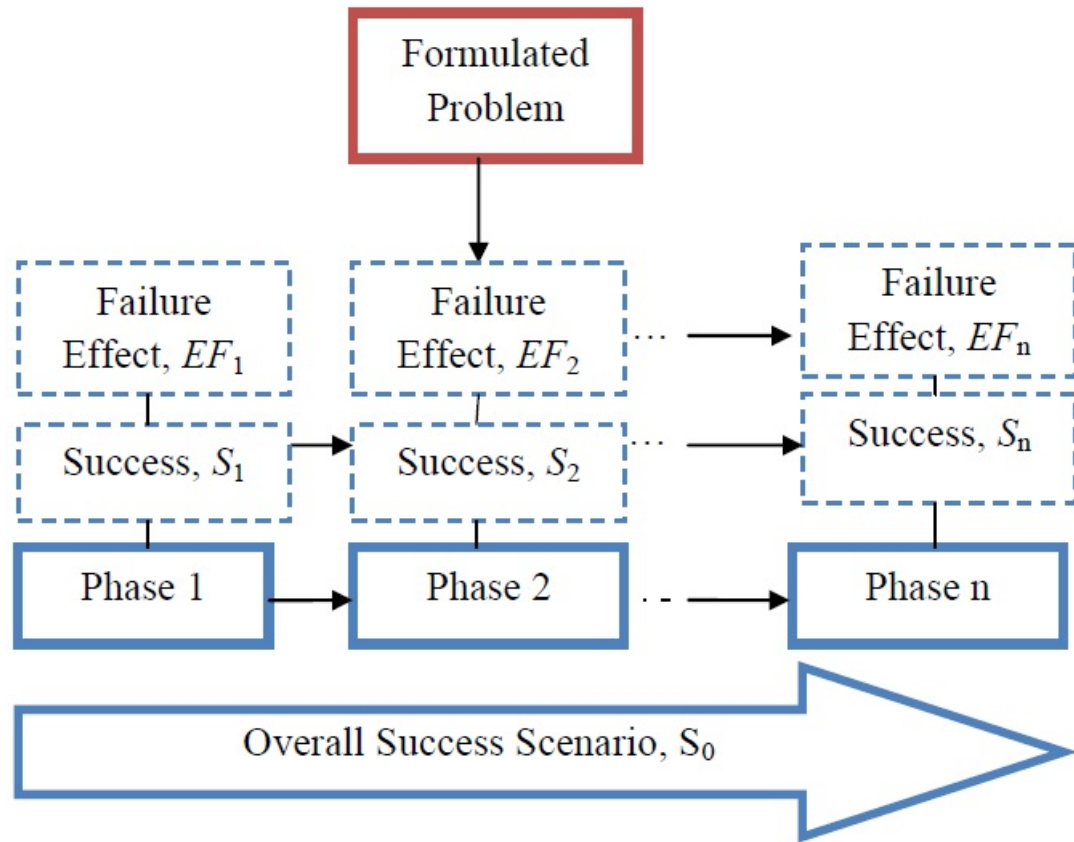 Formulated
Problem
Failure
Effect, EF₁
Failure
Effect, EF₂
...
Failure
Effect, EFₙ
Success, S₁
Success, S₂
...
Success, Sₙ
Phase 1
Phase 2
. - -
Phase n
Overall Success Scenario, S₀